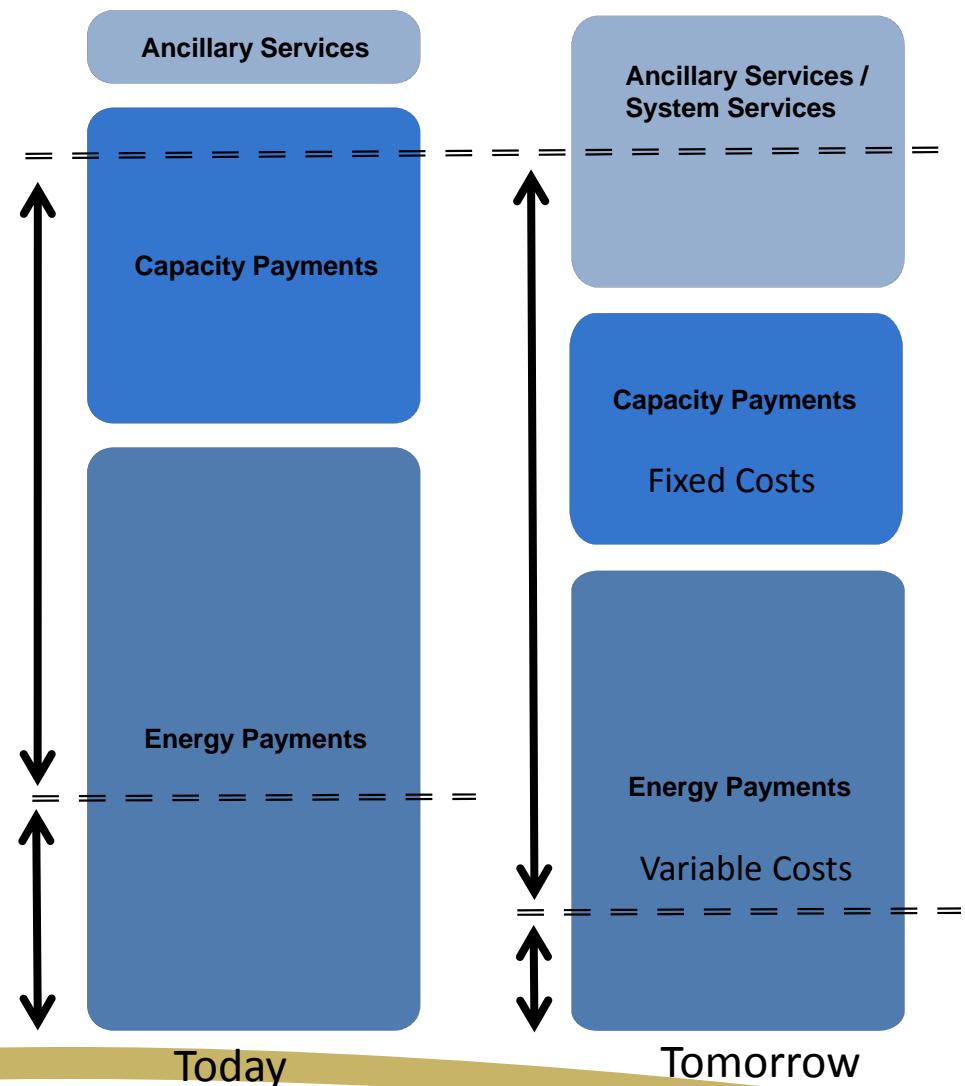 Ancillary Services
Capacity Payments
Energy Payments
Today
Ancillary Services /
System Services
Capacity Payments
Fixed Costs
Energy Payments
Variable Costs
Tomorrow